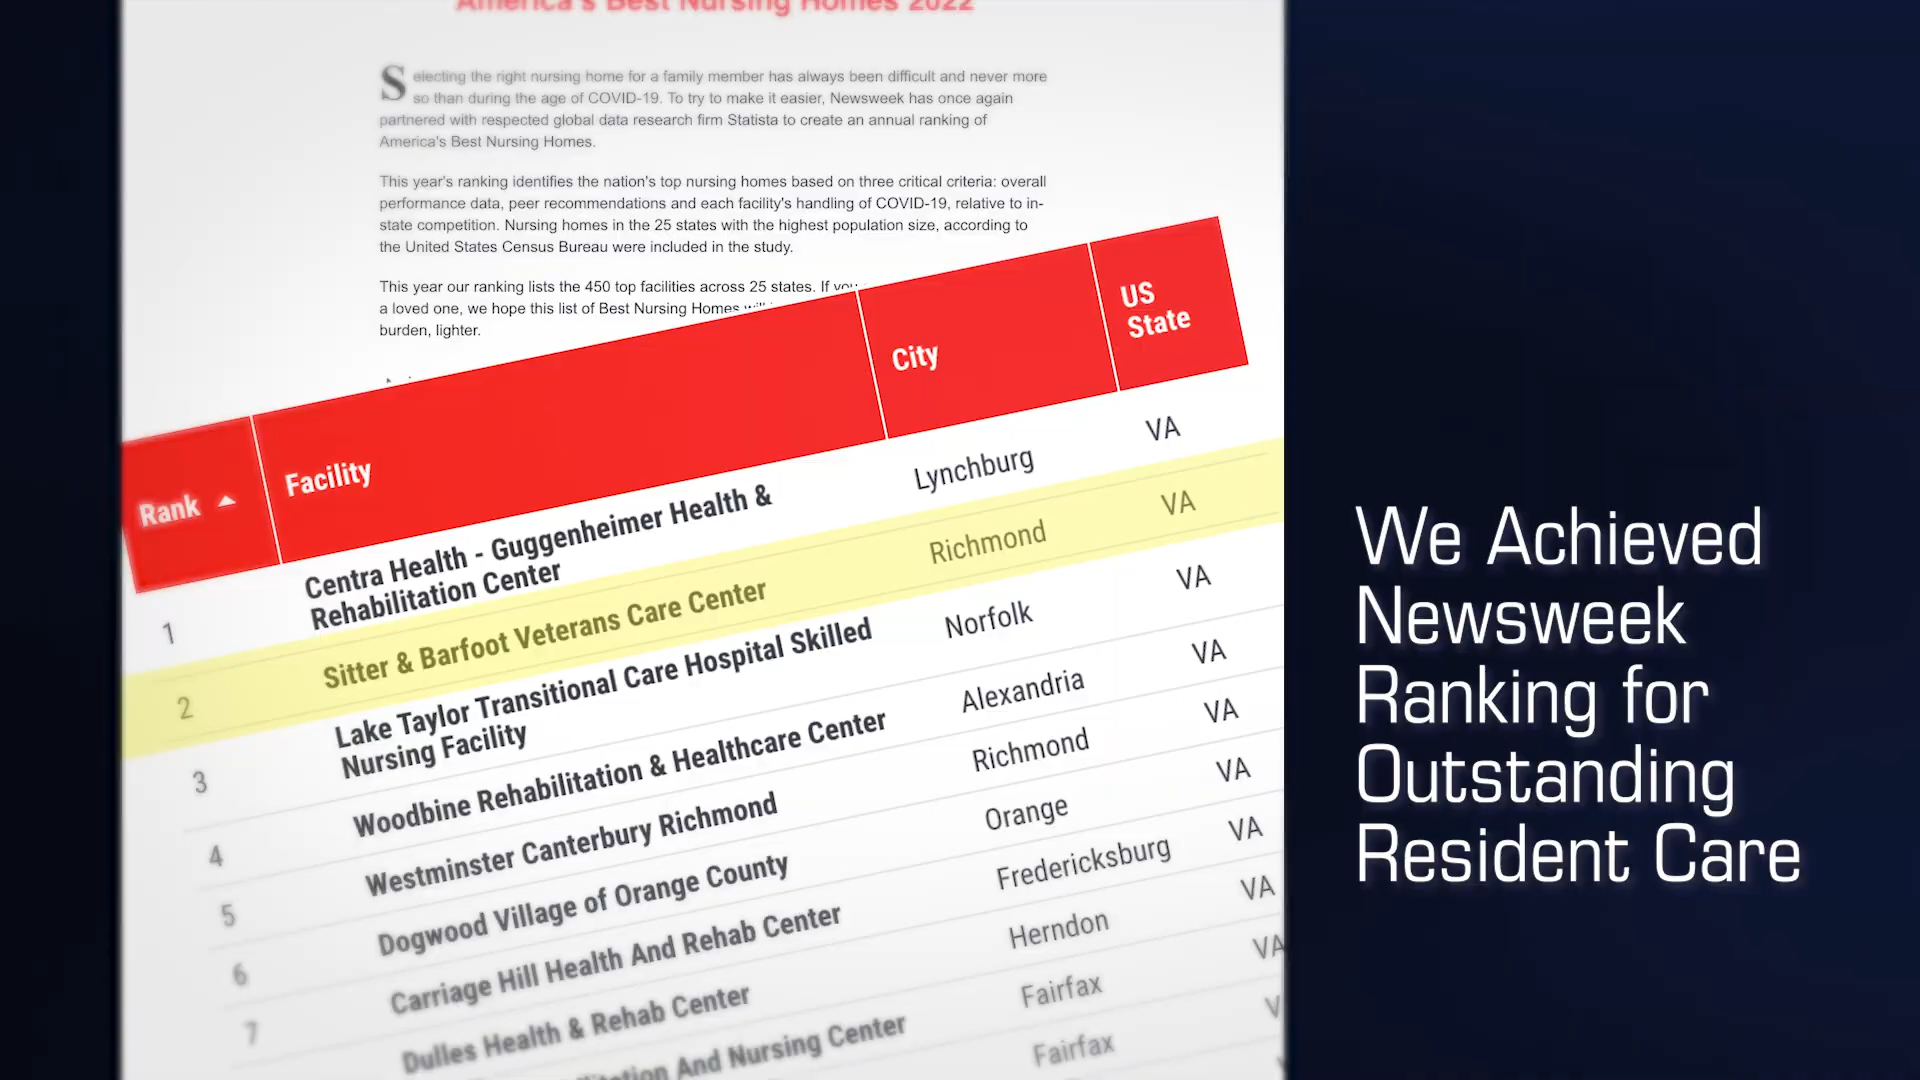 America's Best Nursing Homes 2022
Selecting the right nursing home for a family member has always been difficult and never more
so than during the age of COVID-19. To try to make it easier, Newsweek has once again
partnered with respected global data research firm Statista to create an annual ranking of
America's Best Nursing Homes.
This year's ranking identifies the nation's top nursing homes based on three critical criteria: overall
performance data, peer recommendations and each facility's handling of COVID-19, relative to in-
state competition. Nursing homes in the 25 states with the highest population size, according to
the United States Census Bureau were included in the study.
This year our ranking lists the 450 top facilities across 25 states. If you
a loved one, we hope this list of Best Nursing Homes
burden, lighter.
Rank Facility City US State
1 Centra Health - Guggenheimer Health & Lynchburg VA
Rehabilitation Center
2 Sitter & Barfoot Veterans Care Center Richmond VA
3 Lake Taylor Transitional Care Hospital Skilled Norfolk VA
Nursing Facility
4 Woodbine Rehabilitation & Healthcare Center Alexandria VA
5 Westminster Canterbury Richmond Richmond VA
6 Dogwood Village of Orange County Orange VA
7 Carriage Hill Health And Rehab Center Fredericksburg VA
Dulles Health & Rehab Center Herndon VA
And Nursing Center Fairfax VA
Fairfax V
We Achieved
Newsweek
Ranking for
Outstanding
Resident Care